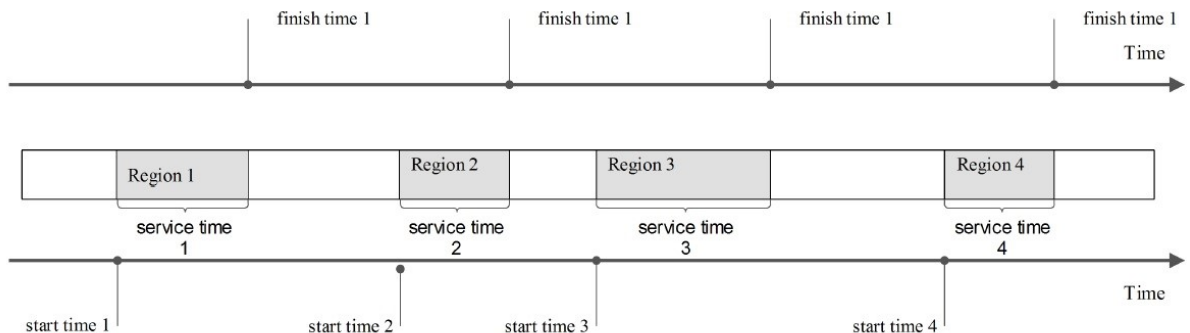 finish time 1
finish time 1
finish time 1
finish time 1
Time
Region 1
Region 2
Region 3
Region 4
service time
1
service time
2
service time
3
service time
4
Time
start time 1
start time 2
start time 3
start time 4